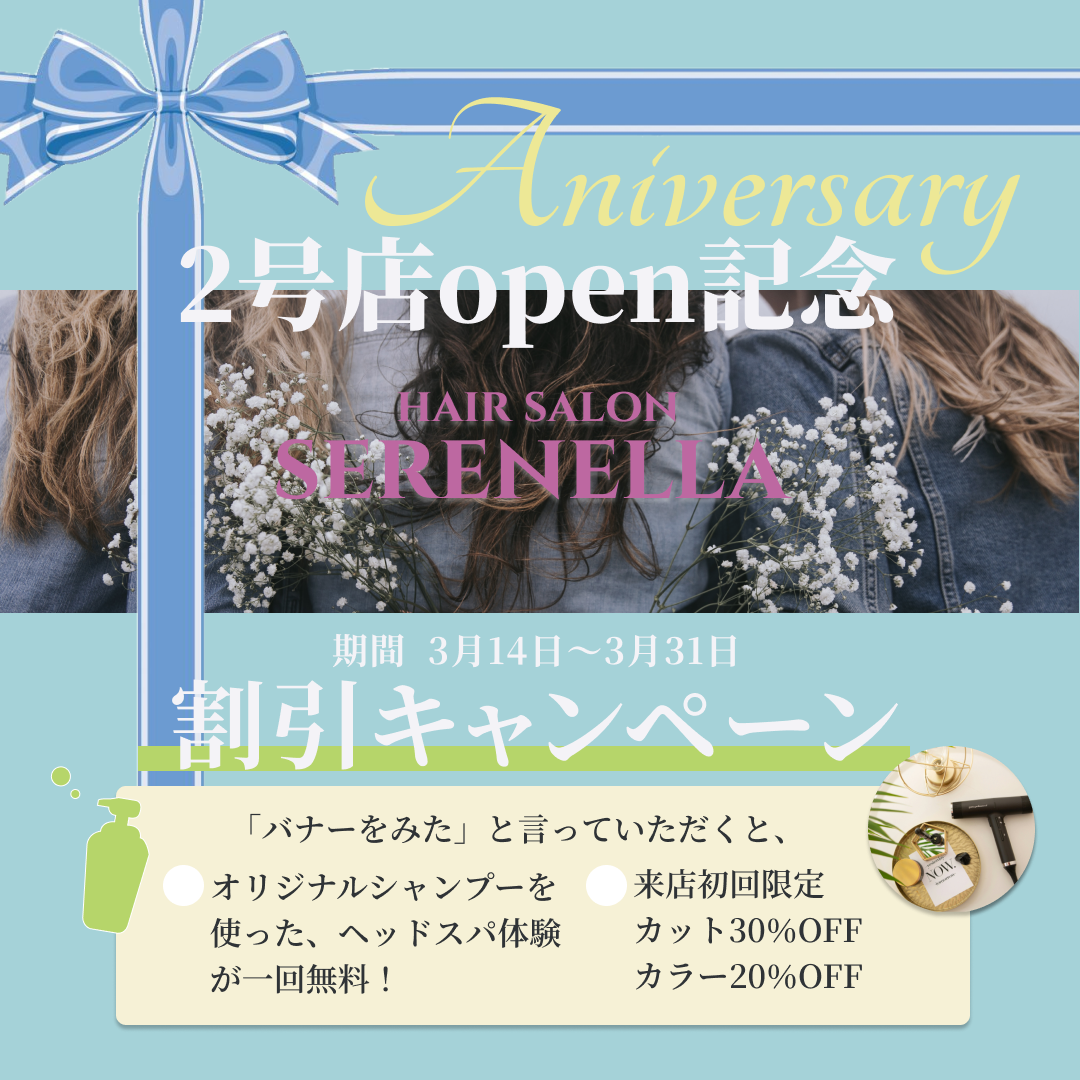 Aniversary
2号店open記念
HAIR SALON
SERENELLA
期間 3月14日〜3月31日
割引キャンペーン
「バナーをみた」と言っていただくと、
オリジナルシャンプーを
使った、ヘッドスパ体験
が一回無料！
来店初回限定
カット30%OFF
カラー20%OFF
NOW.